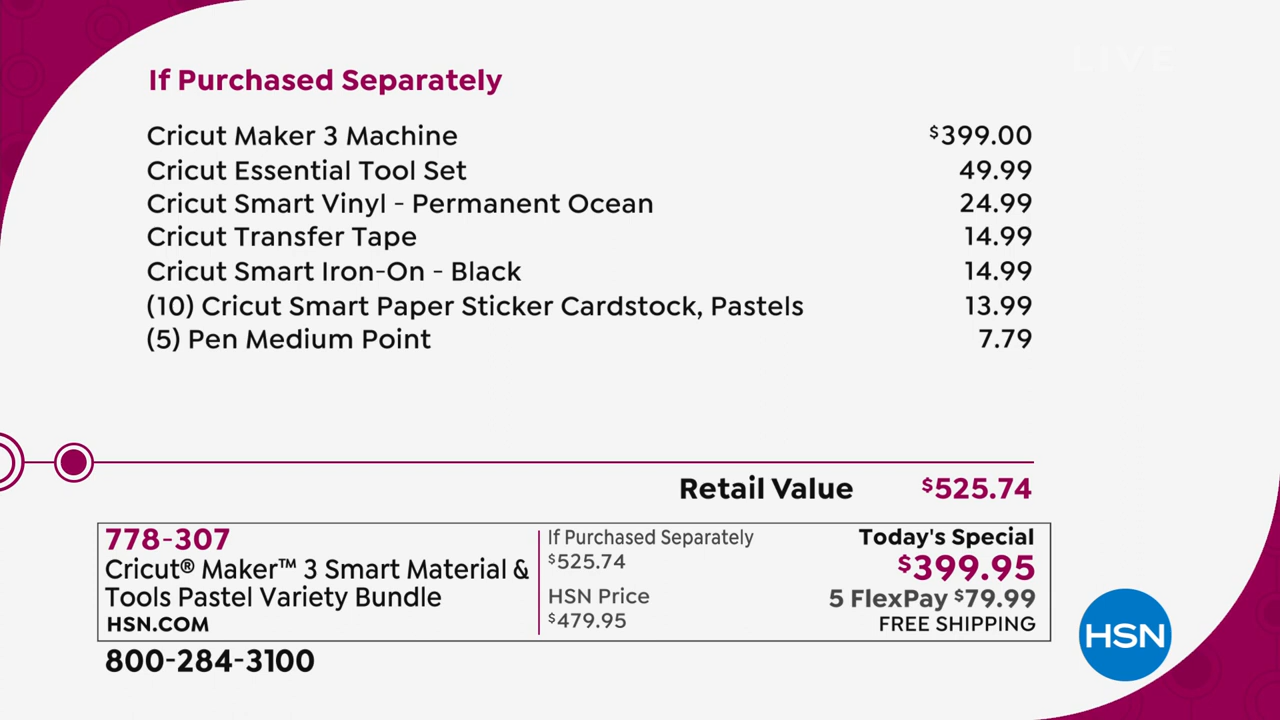 LIVE
If Purchased Separately
Cricut Maker 3 Machine $399.00
Cricut Essential Tool Set 49.99
Cricut Smart Vinyl - Permanent Ocean 24.99
Cricut Transfer Tape 14.99
Cricut Smart Iron-On - Black 14.99
(10) Cricut Smart Paper Sticker Cardstock, Pastels 13.99
(5) Pen Medium Point 7.79
Retail Value $525.74
778-307
Cricut® Maker™ 3 Smart Material &
Tools Pastel Variety Bundle
HSN.COM
If Purchased Separately
$525.74
HSN Price
$479.95
Today's Special
$399.95
5 FlexPay $79.99
FREE SHIPPING
800-284-3100
HSN